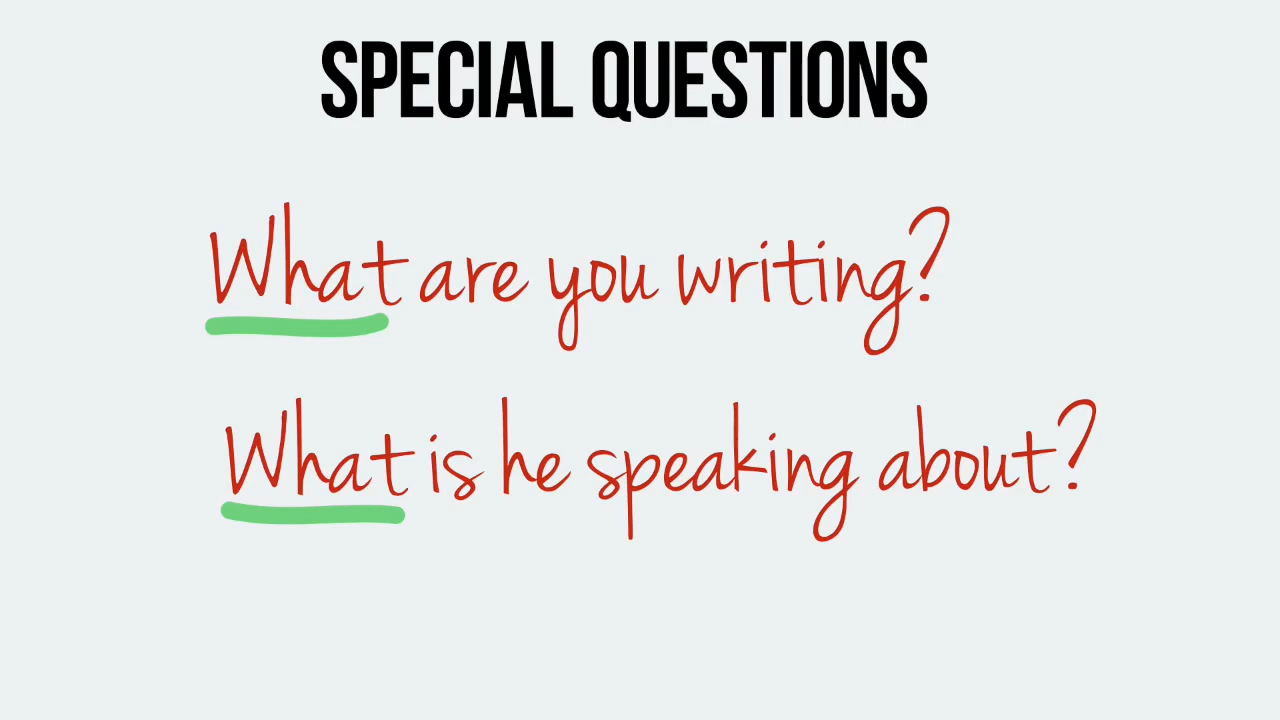 SPECIAL QUESTIONS
What are you writing?
What is he speaking about?